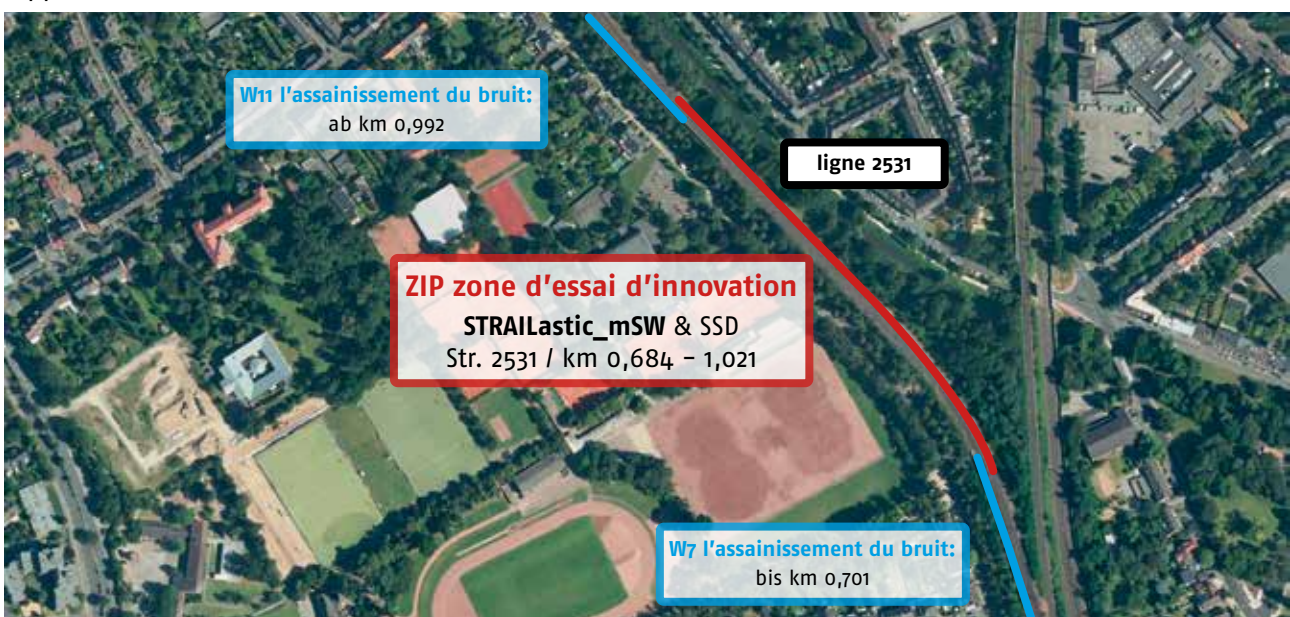 W11 l'assainissement du bruit:
ab km 0,992
ligne 2531
ZIP zone d'essai d'innovation
STRAILastic_mSW & SSD
Str. 2531 / km 0,684 – 1,021
W7 l'assainissement du bruit:
bis km 0,701